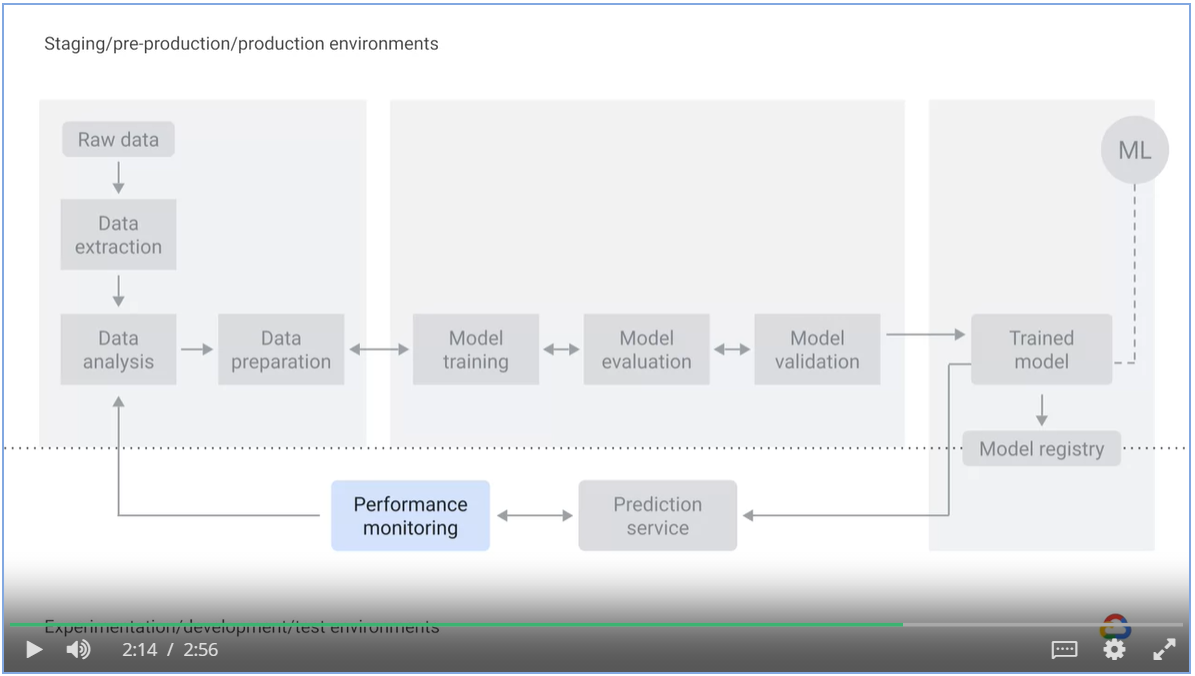 Staging/pre-production/production environments
Raw data
ML
Data
extraction
Data
analysis
Data
preparation
Model
training
Model
evaluation
Model
validation
Trained
model
Model registry
Performance
monitoring
Prediction
service
Experimentation/development/test environments
2:14 / 2:56